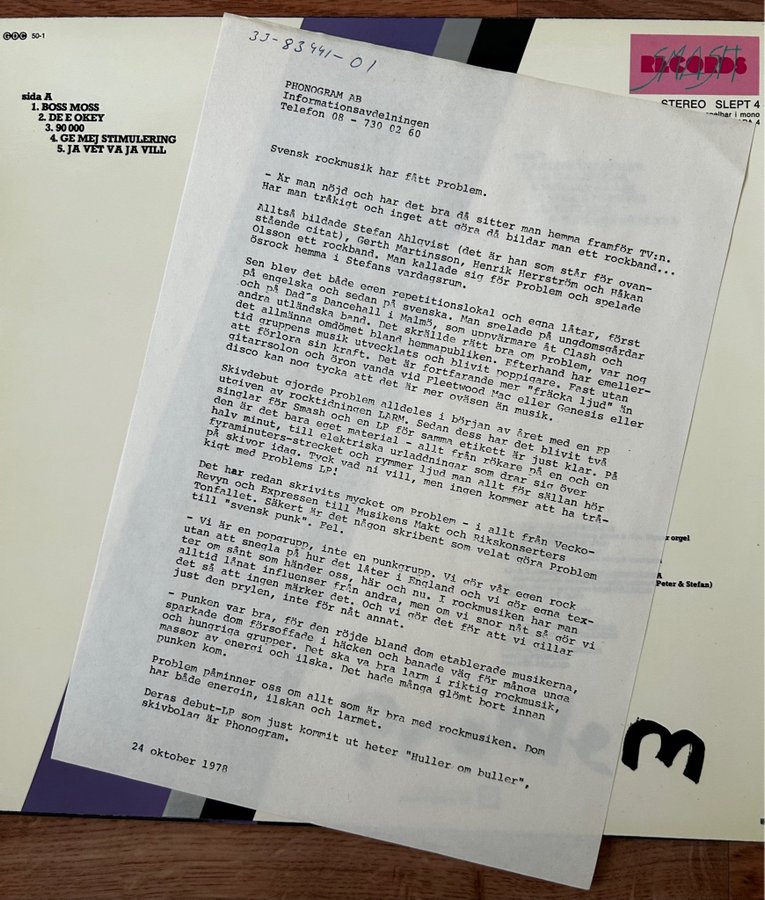 GDC 50-1
sida A
1. BOSS MOSS
2. DE E OKEY
3. 90 000
4. GE MEJ STIMULERING
5. JA VET VA JA VILL
SMASH
RECORDS
STEREO SLEPT 4
i mono
33-83441-01
PHONOGRAM AB
Informationsavdelningen
Telefon 08 - 730 02 60
Svensk rockmusik har fått Problem.
- Är man nöjd och har det bra då sitter man hemma framför TV:n.
Har man tråkigt och inget att göra då bildar man ett rockband...
Alltså bildade Stefan Ahlqvist (det är han som står för ovan-
stående citat), Gerth Martinsson, Henrik Herrström och Håkan
Olsson ett rockband. Man kallade sig för Problem och spelade
ösrock hemma i Stefans vardagsrum.
Sen blev det både egen repetitionslokal och egna låtar, först
på engelska och sedan på svenska. Man spelade på ungdomsgårdar
och på Dad's Dancehall i Malmö, som uppvärmare åt Clash och
andra utländska band. Det skrällde rätt bra om Problem, var nog
det allmänna omdömet bland hemmapubliken. Efterhand har emeller-
tid gruppens musik utvecklats och blivit poppigare. Fast utan
att förlora sin kraft. Det är fortfarande mer "fräcka ljud" än
gitarrsolon och öron vanda vid Fleetwood Mac eller Genesis eller
disco kan nog tycka att det är mer oväsen än musik.
Skivdebut gjorde Problem alldeles i början av året med en EP
utgiven av rocktidningen LARM. Sedan dess har det blivit två
singlar för Smash och en LP för samma etikett är just klar. På
den är det bara eget material - allt från rökare på en och en
halv minut, till elektriska urladdningar som drar sig över
fyraminuters-strecket och rymmer ljud man allt för sällan hör
på skivor idag. Tyck vad ni vill, men ingen kommer att ha trå-
kigt med Problems LP!
Det har redan skrivits mycket om Problem - i allt från Vecko-
Revyn och Expressen till Musikens Makt och Rikskonserters
Tonfallet. Säkert är det någon skribent som velat göra Problem
till "svensk punk". Fel.
- Vi är en popgrupp, inte en punkgrupp. Vi gör vår egen rock
utan att snegla på hur det låter i England och vi gör egna tex-
ter om sånt som händer oss, här och nu. I rockmusiken har man
alltid lånat influenser från andra, men om vi snor nåt så gör vi
det så att ingen märker det. Och vi gör det för att vi gillar
just den prylen, inte för nåt annat.
- Punken var bra, för den röjde bland dom etablerade musikerna,
sparkade dom försoffade i häcken och banade väg för många unga
och hungriga grupper. Det ska va bra larm i riktig rockmusik,
massor av energi och ilska. Det hade många glömt bort innan
punken kom.
Problem påminner oss om allt som är bra med rockmusiken. Dom
har både energin, ilskan och larmet.
Deras debut-LP som just kommit ut heter "Huller om buller",
skivbolag är Phonogram.
24 oktober 1978
orgel
Peter & Stefan)
m